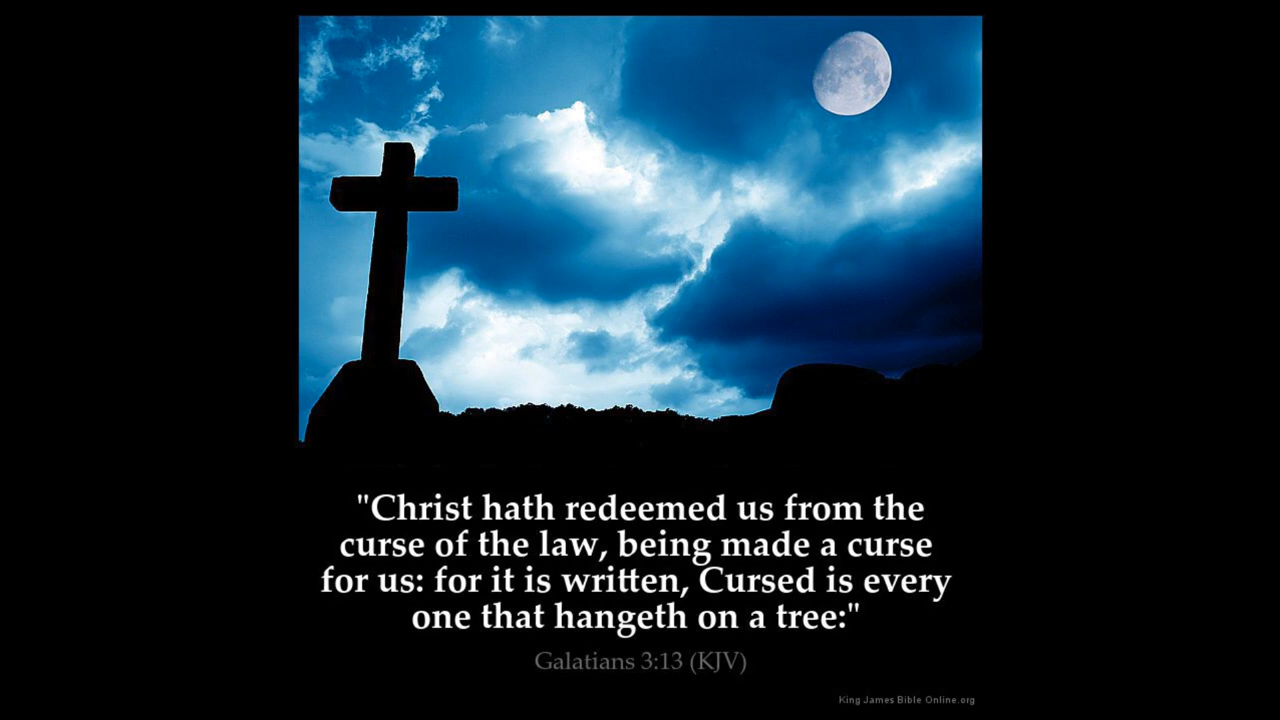 "Christ hath redeemed us from the
curse of the law, being made a curse
for us: for it is written, Cursed is every
one that hangeth on a tree:"
Galatians 3:13 (KJV)
King James Bible Online.org